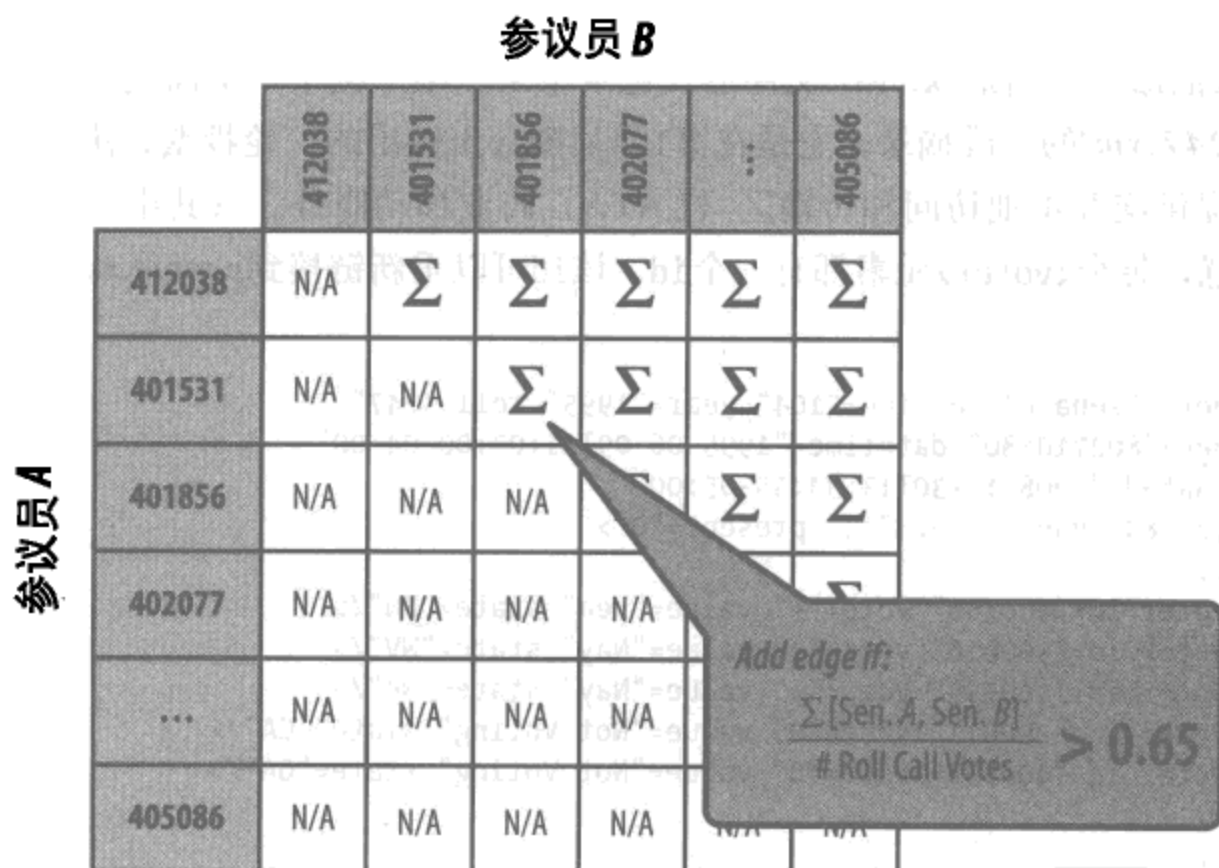 参议员 B
412038 401531 401856 402077 ... 405086
参议员 A
412038 N/A Σ Σ Σ Σ Σ
401531 N/A N/A Σ Σ Σ Σ
401856 N/A N/A N/A Σ Σ Σ
402077 N/A N/A N/A N/A Σ
... N/A N/A N/A N/A
405086 N/A N/A N/A N/A N/A N/A
Add edge if:
Σ [Sen. A, Sen. B]
# Roll Call Votes
> 0.65